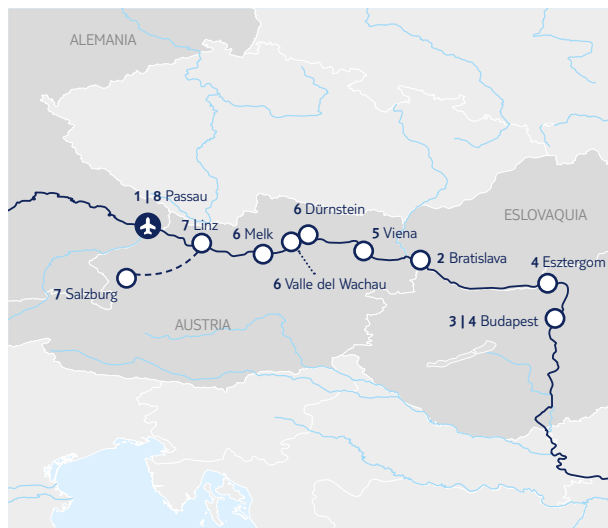 ALEMANIA
1 | 8 Passau
7 Linz
6 Melk
6 Dürnstein
5 Viena
ESLOVAQUIA
2 Bratislava
4 Esztergom
6 Valle del Wachau
7 Salzburg
3 | 4 Budapest
AUSTRIA